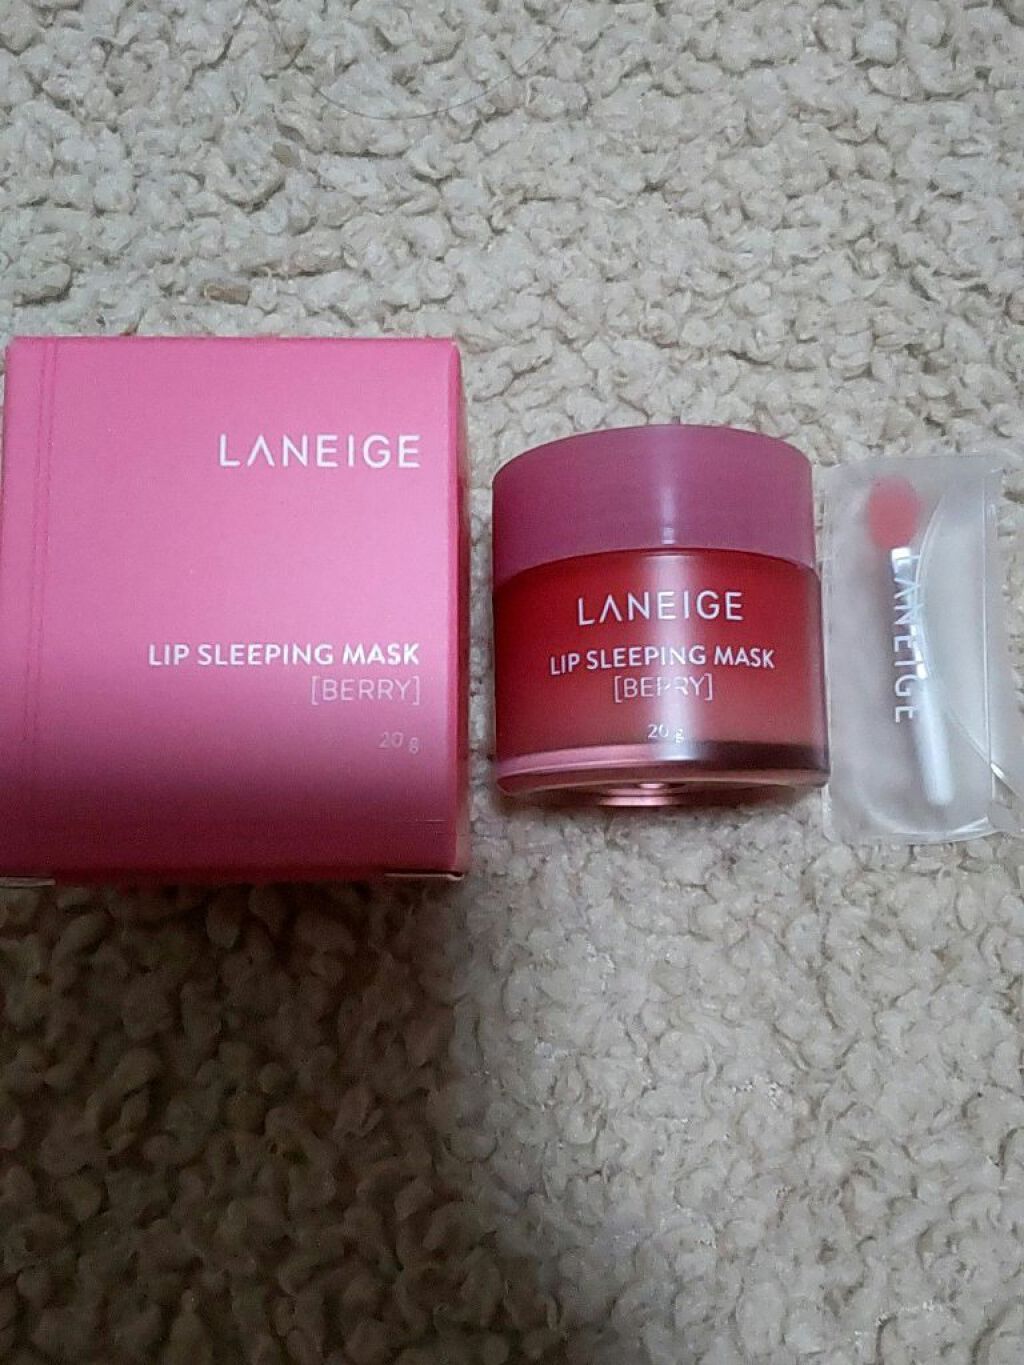 LANEIGE
LIP SLEEPING MASK
[BERRY]
20 g
LANEIGE
LIP SLEEPING MASK
[BERRY]
20 g
LANEIGE